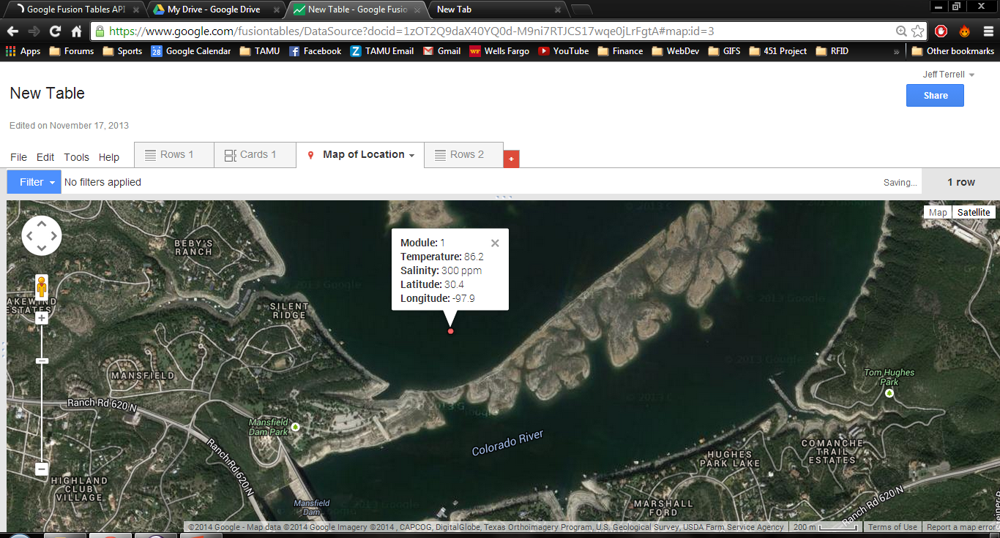 Google Fusion Tables API
My Drive - Google Drive
New Table - Google Fusio
New Tab
https://www.google.com/fusiontables/DataSource?docid=1zOT2Q9daX40YQ0d-M9ni7RTJCS17wqe0jLrFgtA#map:id=3
Apps Forums Sports 28 Google Calendar TAMU Facebook TAMU Email Gmail Wells Fargo YouTube Finance WebDev GIFS 451 Project RFID » Other bookmarks
Jeff Terrell
New Table
Share
Edited on November 17, 2013
File Edit Tools Help Rows 1 Cards 1 Map of Location Rows 2 +
Filter No filters applied Saving... 1 row
Map Satellite
Module: 1
Temperature: 86.2
Salinity: 300 ppm
Latitude: 30.4
Longitude: -97.9
BEBY'S
RANCH
AKEWIND
ESTATES
SILENT
RIDGE
MANSFIELD
Ranch Rd 620 N
Mansfield
Dam Park
Ranch Rd 620 N
HIGHLAND
CLUB
VILLAGE
Mansfield
Dam
Colorado River
Tom Hughes
Park
COMANCHE
TRAIL
ESTATES
HUGHES
PARK LAKE
MARSHALL
FORD
Ranch Rd 620 N
©2014 Google - Map data ©2014 Google Imagery ©2014 , CAPCOG, DigitalGlobe, Texas Orthoimagery Program, U.S. Geological Survey, USDA Farm Service Agency 200 m Terms of Use Report a map error